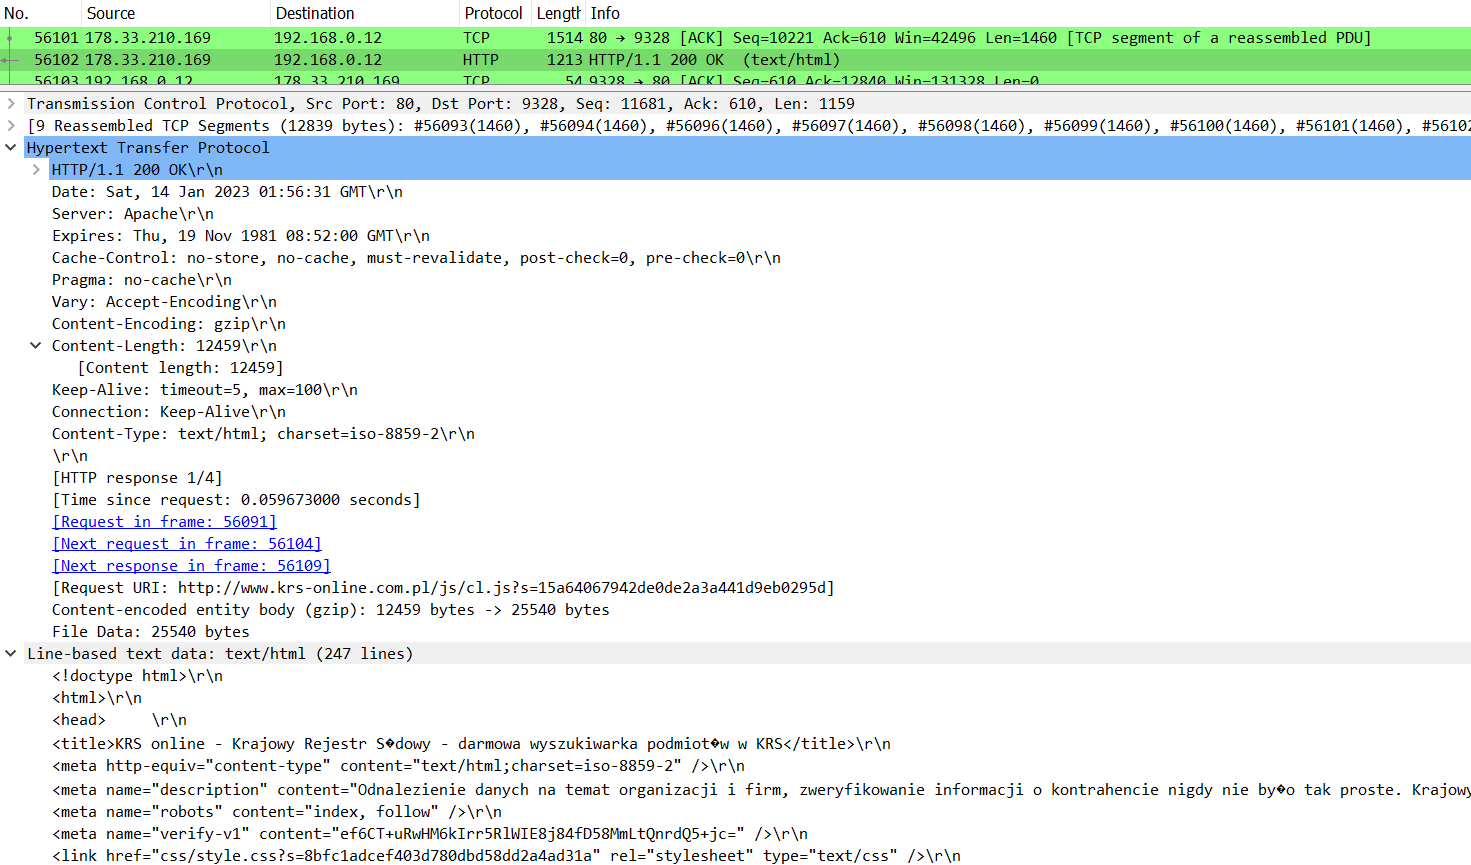 No. Source Destination Protocol Length Info
56101 178.33.210.169 192.168.0.12 TCP 1514 80 → 9328 [ACK] Seq=10221 Ack=610 Win=42496 Len=1460 [TCP segment of a reassembled PDU]
56102 178.33.210.169 192.168.0.12 HTTP 1213 HTTP/1.1 200 OK  (text/html)
56103 192.168.0.12 178.33.210.169 TCP 54 9328 → 80 [ACK] Seq=610 Ack=12840 Win=131328 Len=0
Transmission Control Protocol, Src Port: 80, Dst Port: 9328, Seq: 11681, Ack: 610, Len: 1159
[9 Reassembled TCP Segments (12839 bytes): #56093(1460), #56094(1460), #56096(1460), #56097(1460), #56098(1460), #56099(1460), #56100(1460), #56101(1460), #56102
Hypertext Transfer Protocol
HTTP/1.1 200 OK\r\n
Date: Sat, 14 Jan 2023 01:56:31 GMT\r\n
Server: Apache\r\n
Expires: Thu, 19 Nov 1981 08:52:00 GMT\r\n
Cache-Control: no-store, no-cache, must-revalidate, post-check=0, pre-check=0\r\n
Pragma: no-cache\r\n
Vary: Accept-Encoding\r\n
Content-Encoding: gzip\r\n
Content-Length: 12459\r\n
[Content length: 12459]
Keep-Alive: timeout=5, max=100\r\n
Connection: Keep-Alive\r\n
Content-Type: text/html; charset=iso-8859-2\r\n
\r\n
[HTTP response 1/4]
[Time since request: 0.059673000 seconds]
[Request in frame: 56091]
[Next request in frame: 56104]
[Next response in frame: 56109]
[Request URI: http://www.krs-online.com.pl/js/cl.js?s=15a64067942de0de2a3a441d9eb0295d]
Content-encoded entity body (gzip): 12459 bytes -> 25540 bytes
File Data: 25540 bytes
Line-based text data: text/html (247 lines)
<!doctype html>\r\n
<html>\r\n
<head>     \r\n
<title>KRS online - Krajowy Rejestr S�dowy - darmowa wyszukiwarka podmiot�w w KRS</title>\r\n
<meta http-equiv="content-type" content="text/html;charset=iso-8859-2" />\r\n
<meta name="description" content="Odnalezienie danych na temat organizacji i firm, zweryfikowanie informacji o kontrahencie nigdy nie by�o tak proste. Krajowy
<meta name="robots" content="index, follow" />\r\n
<meta name="verify-v1" content="ef6CT+uRwHM6kIrr5RlWIE8j84fD58MmLtQnrdQ5+jc=" />\r\n
<link href="css/style.css?s=8bfc1adcef403d780dbd58dd2a4ad31a" rel="stylesheet" type="text/css" />\r\n